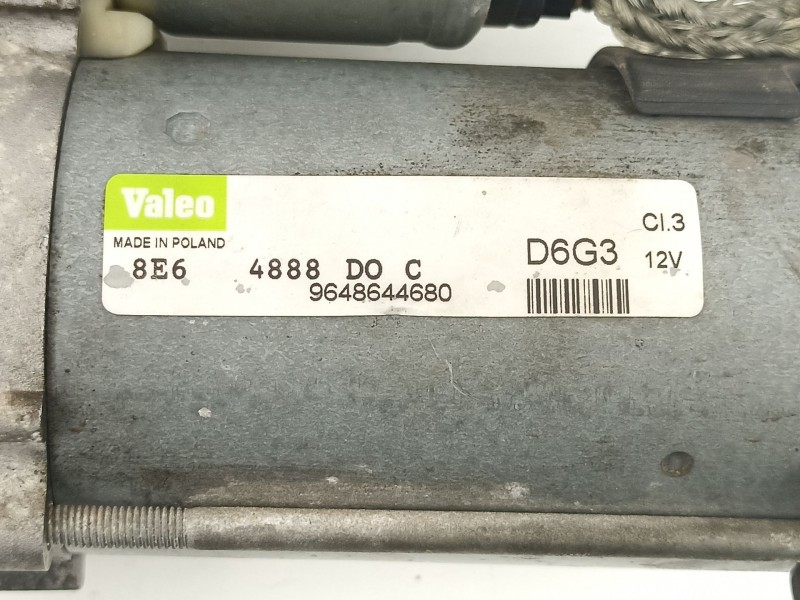 Valeo
MADE IN POLAND
8E6 4888 DO C
9648644680
D6G3
Cl.3
12V